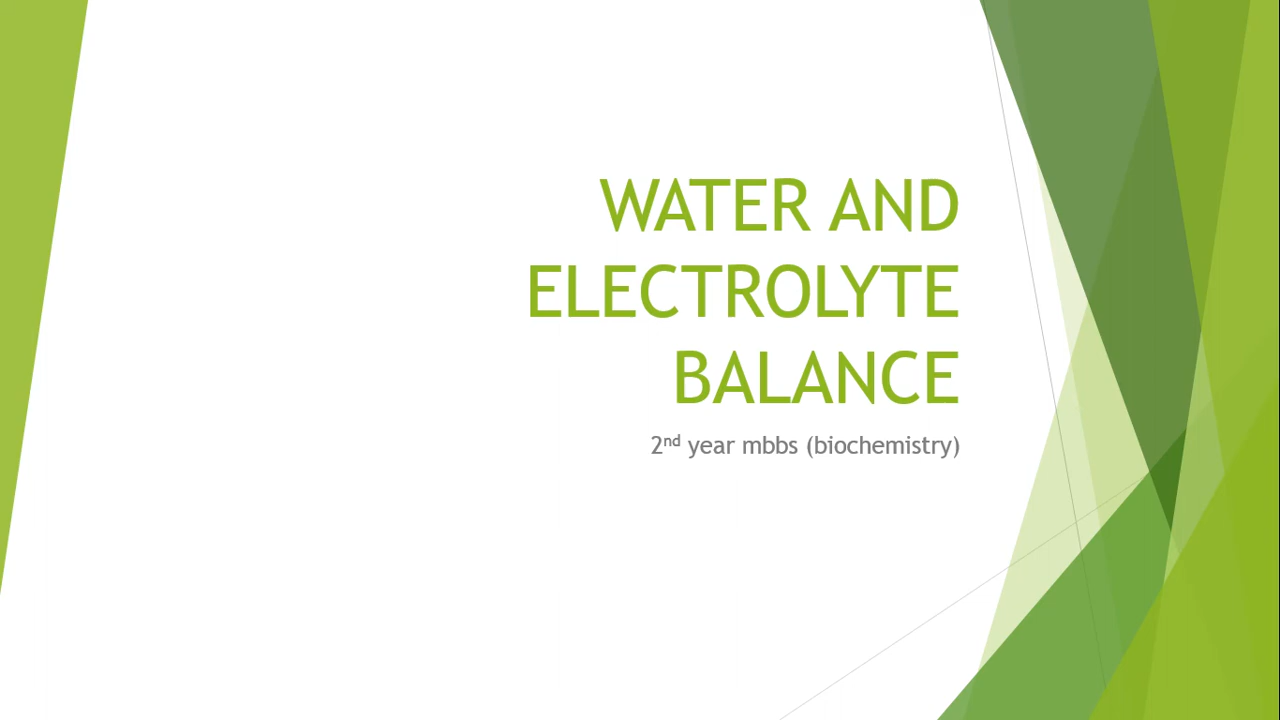 WATER AND
ELECTROLYTE
BALANCE
2nd year mbbs (biochemistry)